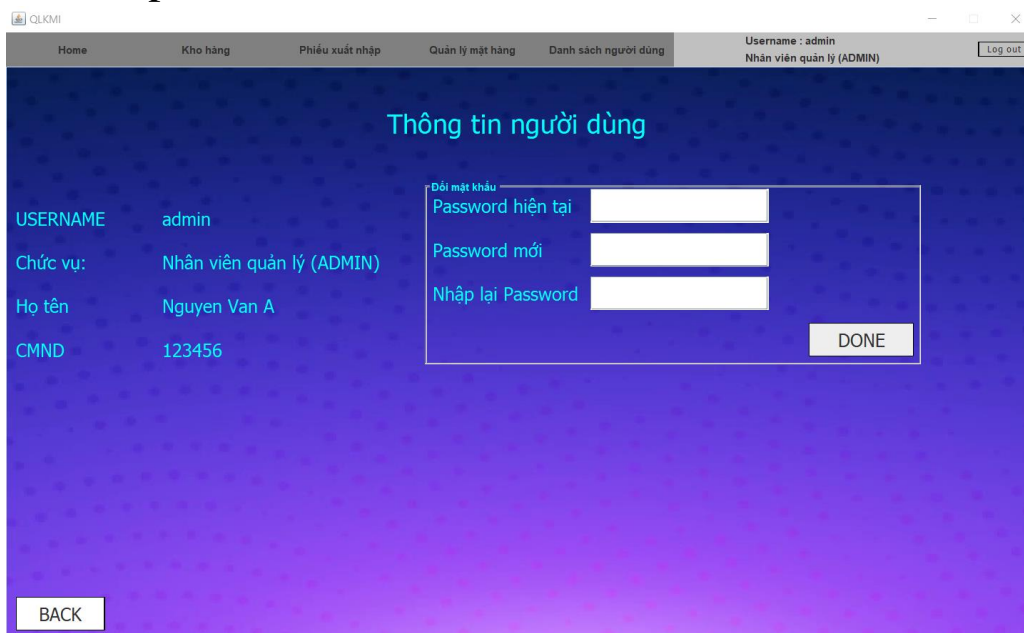 QLKMI
Home Kho hàng Phiếu xuất nhập Quản lý mặt hàng Danh sách người dùng Username : admin
Nhân viên quản lý (ADMIN)
Log out
Thông tin người dùng
USERNAME admin
Chức vụ: Nhân viên quản lý (ADMIN)
Họ tên Nguyen Van A
CMND 123456
Đổi mật khẩu
Password hiện tại
Password mới
Nhập lại Password
DONE
BACK